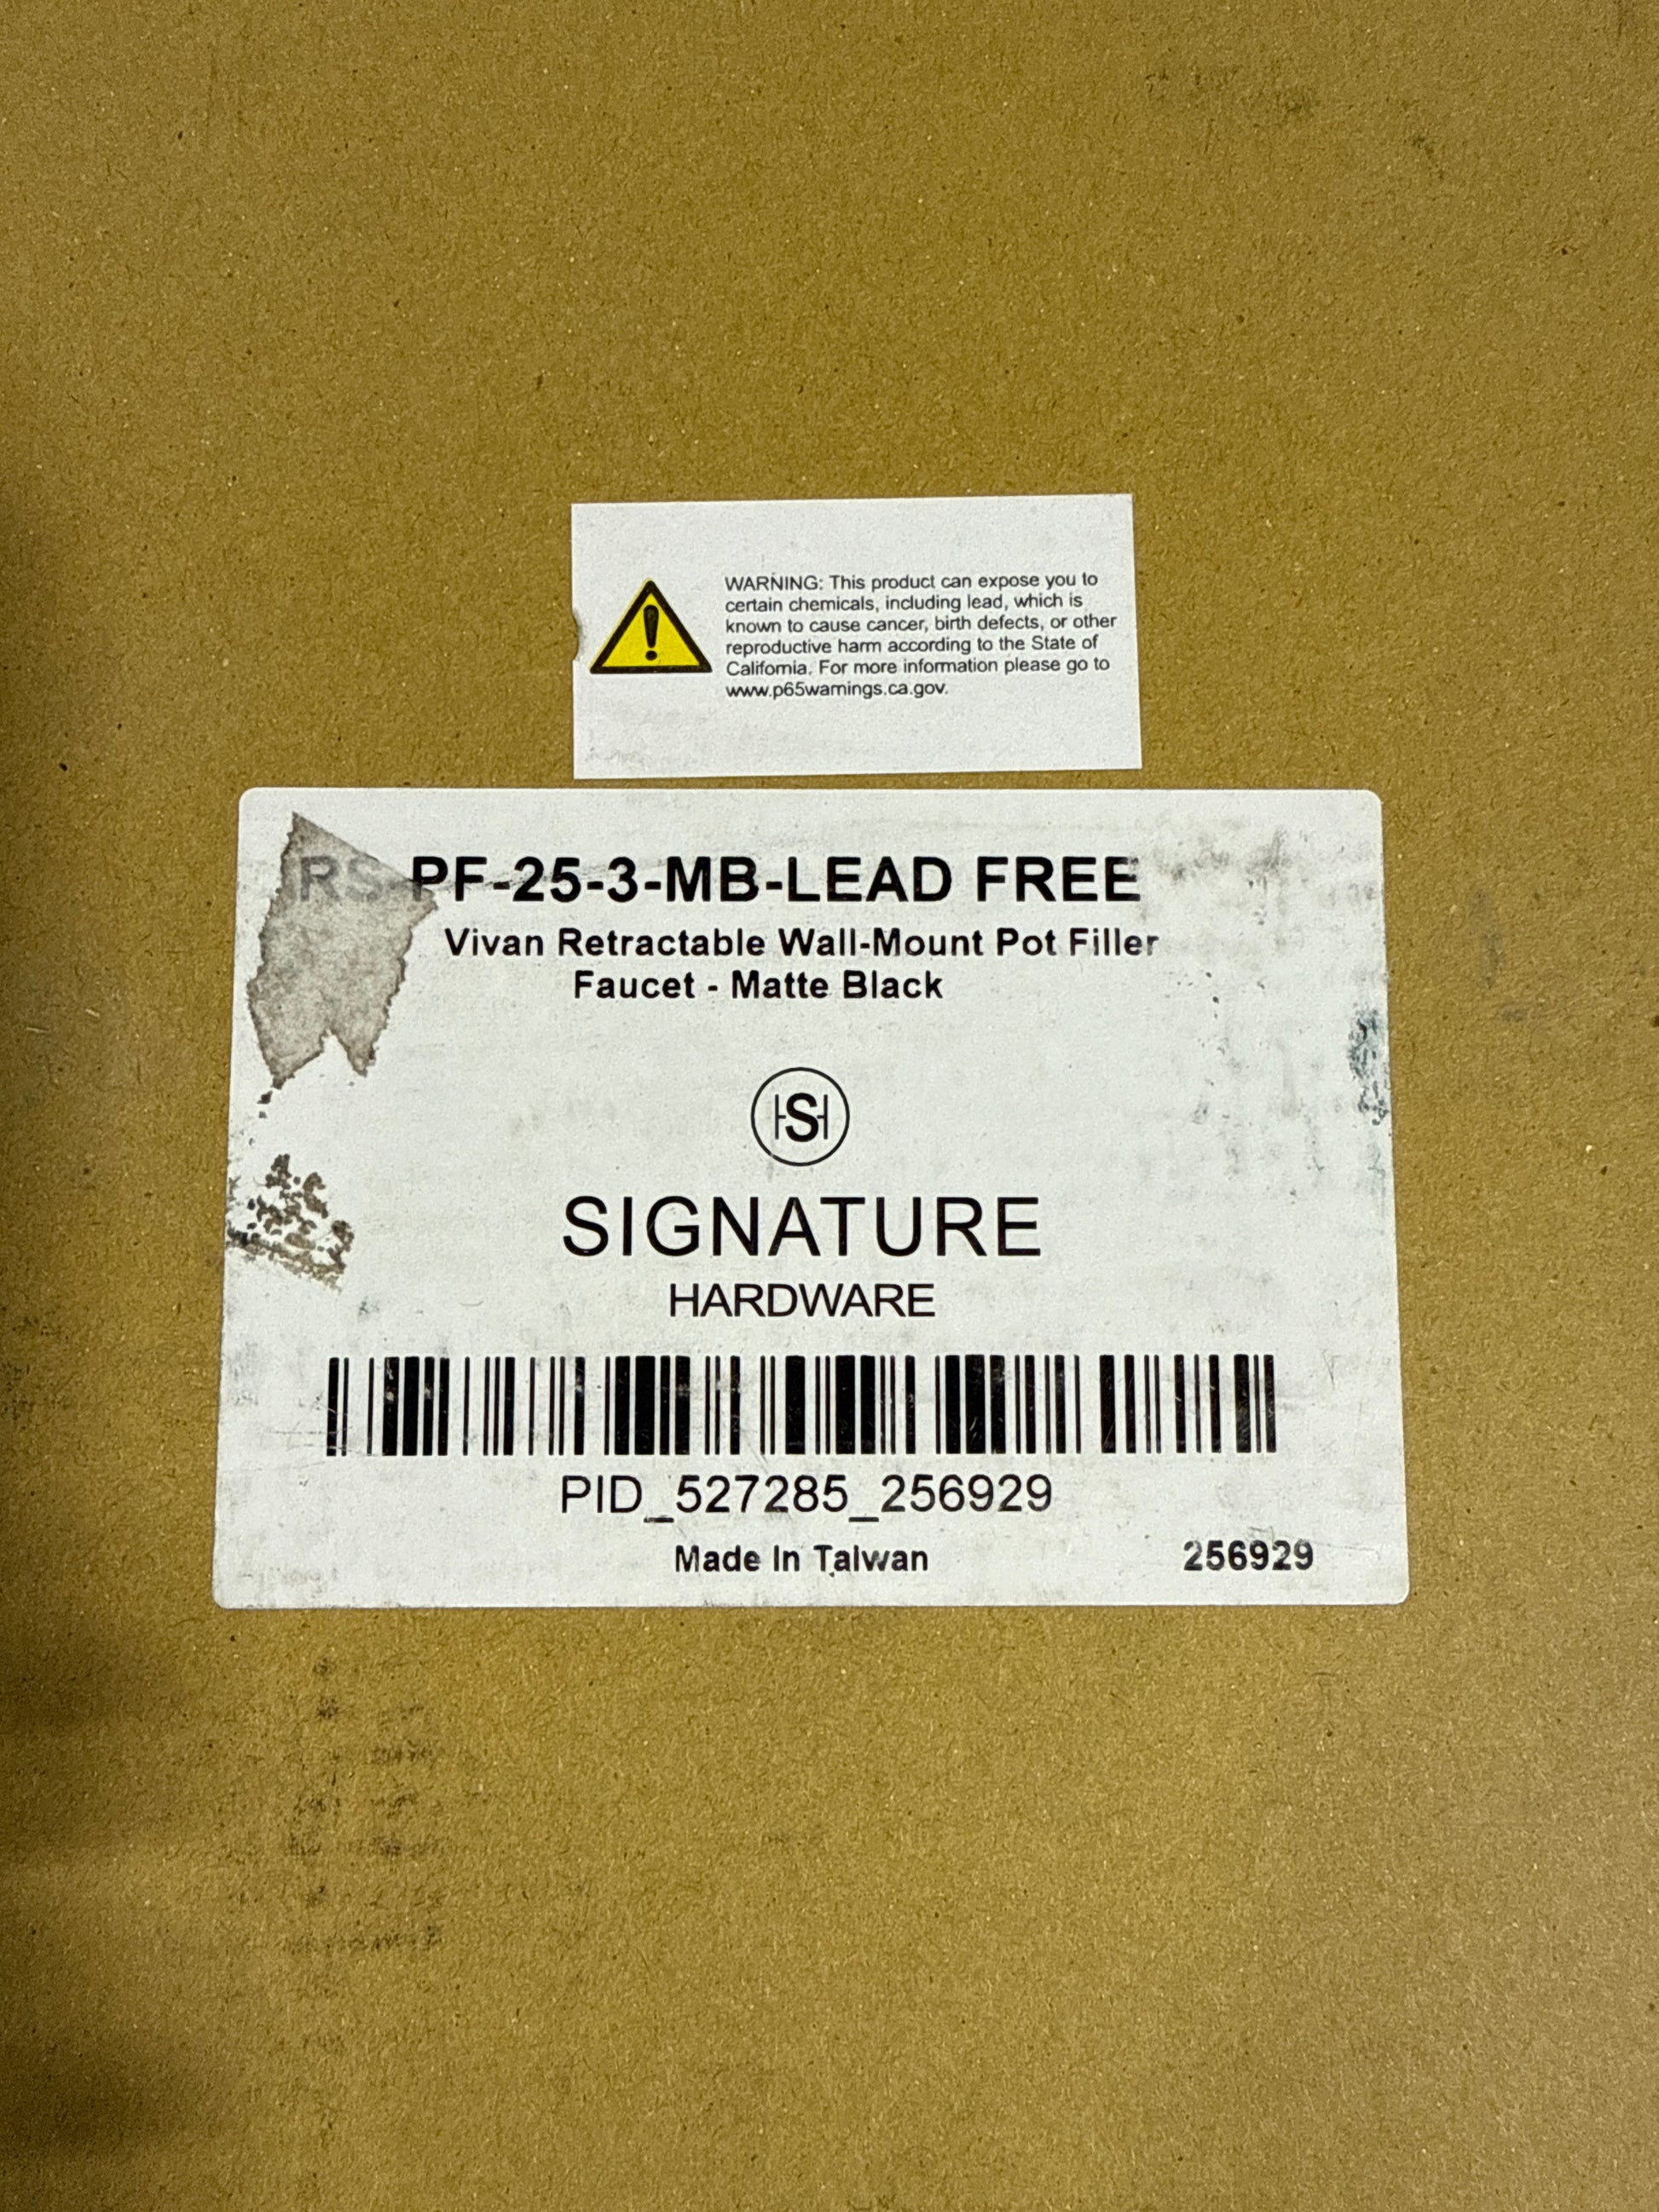 WARNING: This product can expose you to
certain chemicals, including lead, which is
known to cause cancer, birth defects, or other
reproductive harm according to the State of
California. For more information please go to
www.p65warnings.ca.gov.
RS-PF-25-3-MB-LEAD FREE
Vivan Retractable Wall-Mount Pot Filler
Faucet - Matte Black
HSH
SIGNATURE
HARDWARE
PID_527285_256929
Made In Taiwan
256929